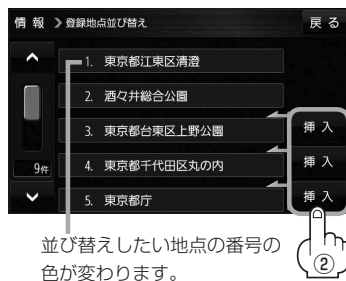 情報 登録地点並び替え 戻る
1. 東京都江東区清澄
2. 酒々井総合公園
3. 東京都台東区上野公園 挿入
4. 東京都千代田区丸の内 挿入
9件
5. 東京都庁 挿入
並び替えしたい地点の番号の
色が変わります。
②